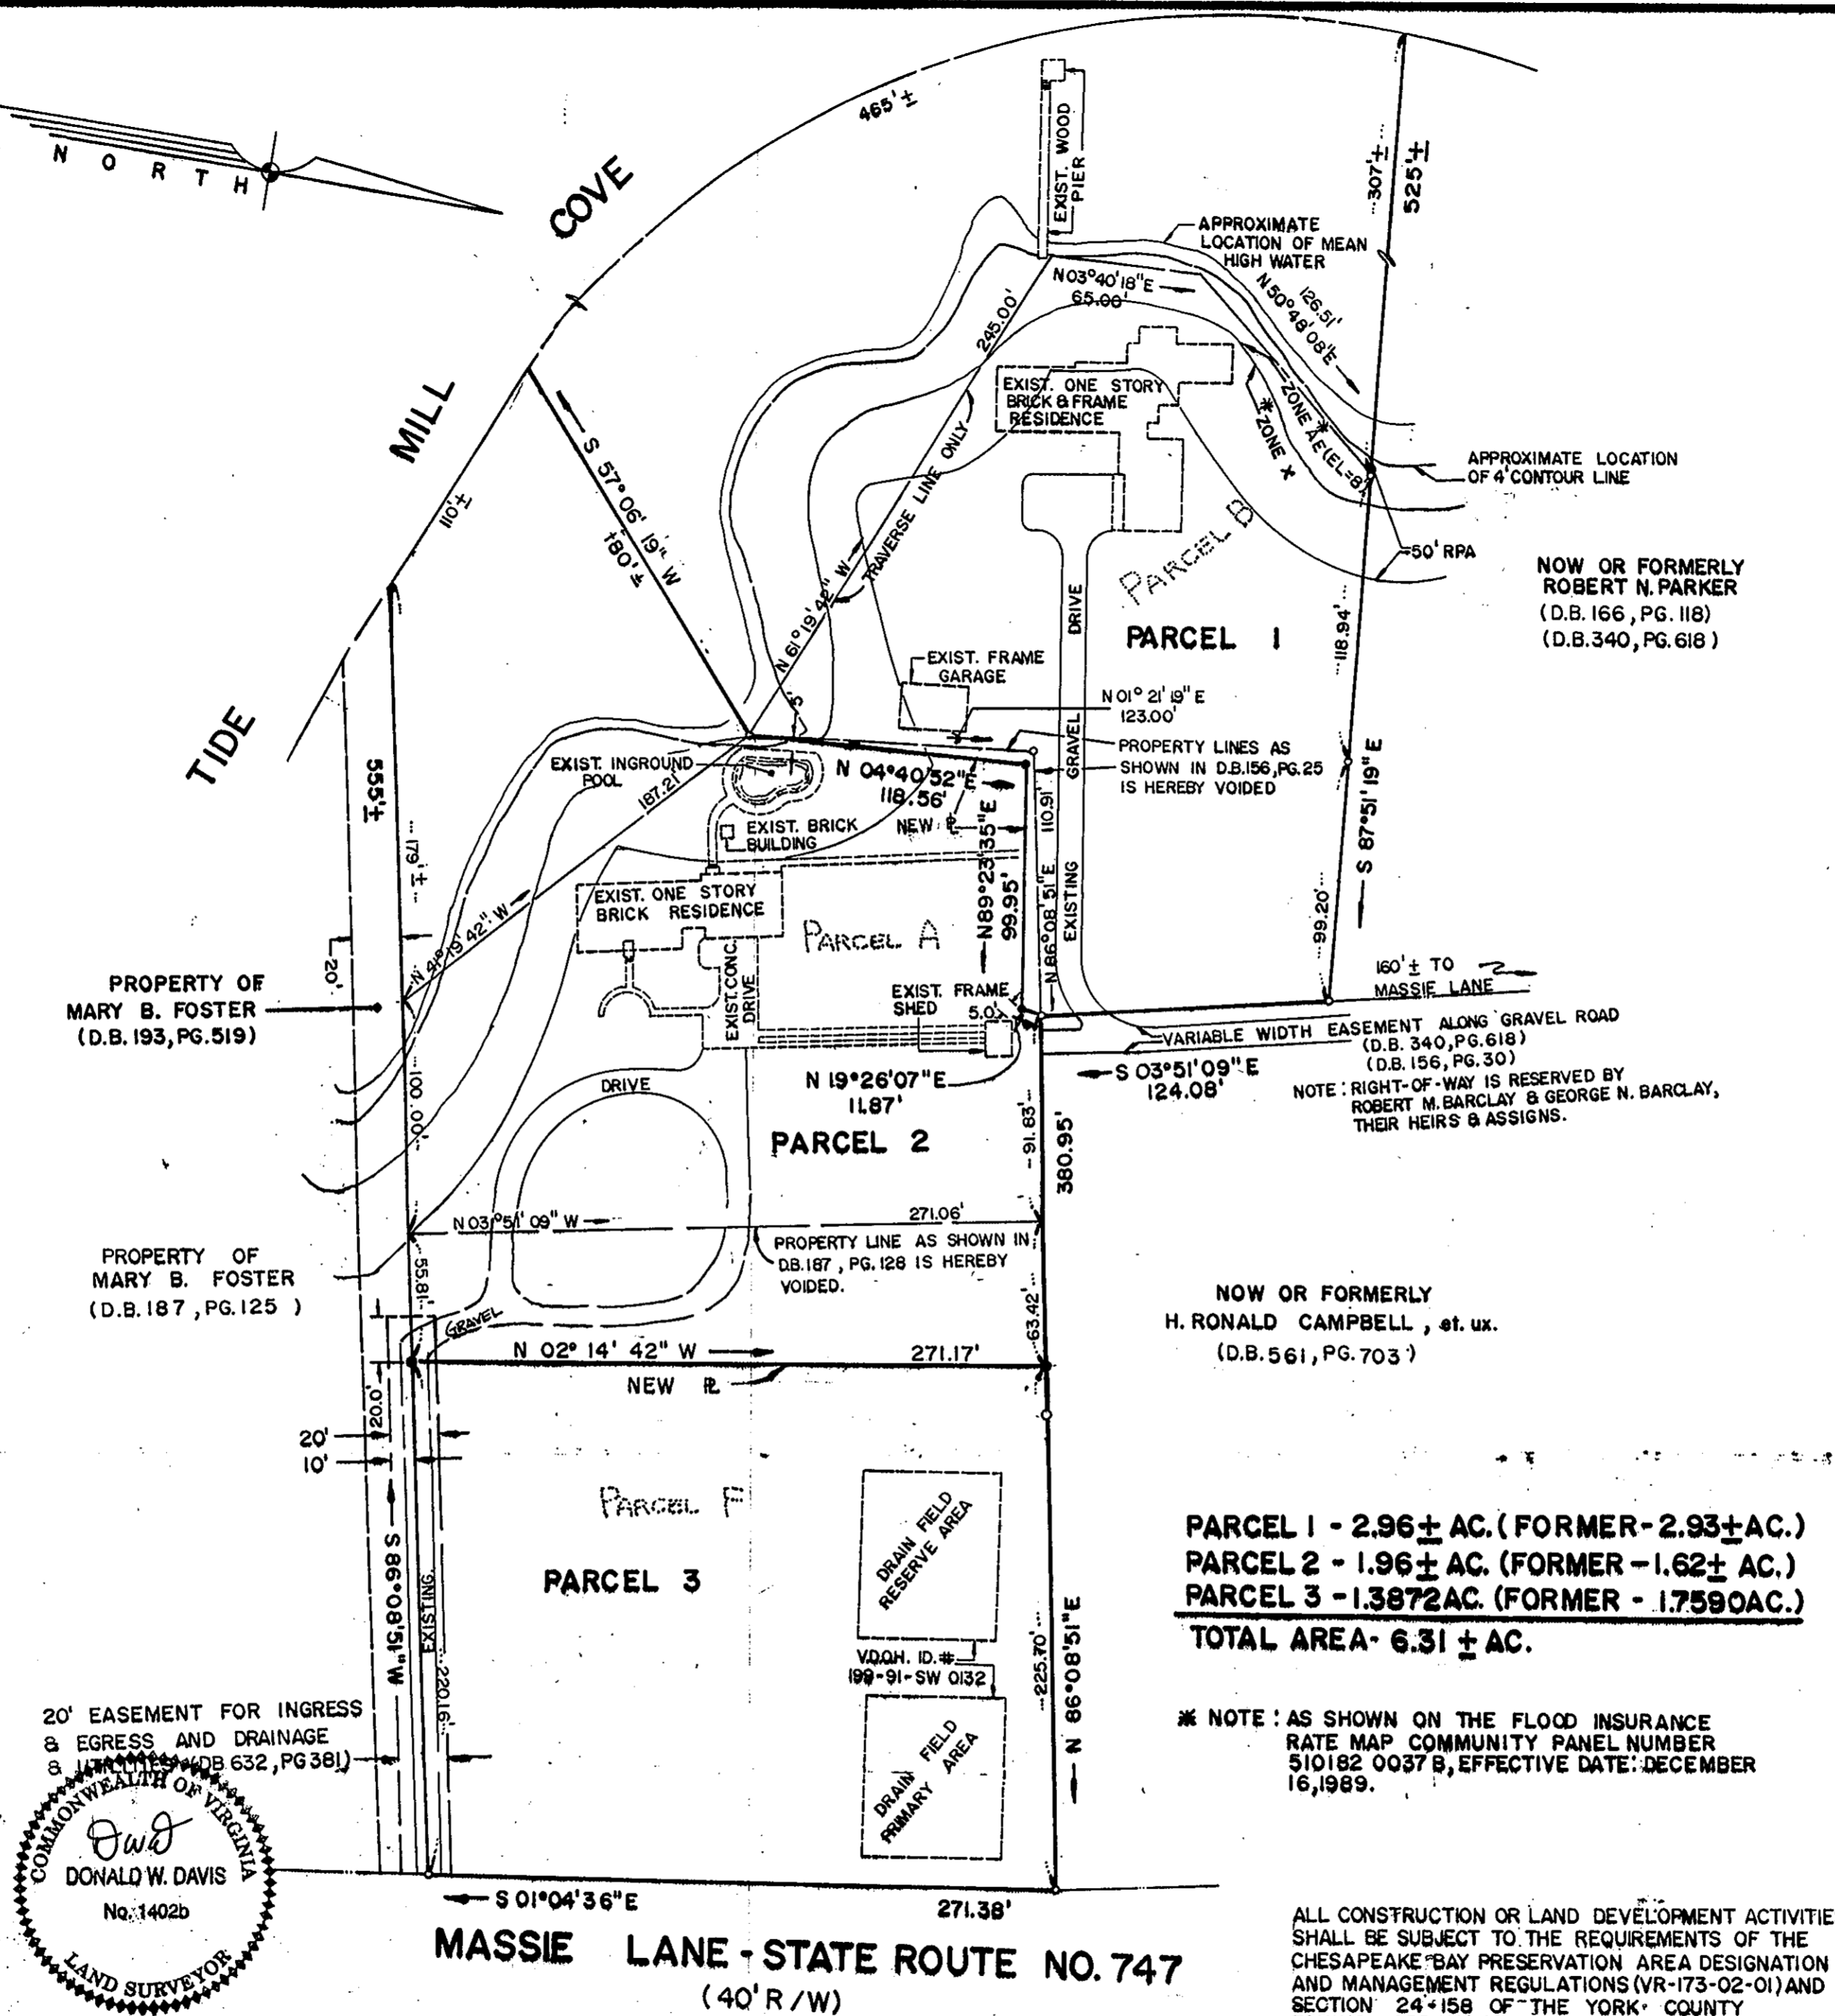 NORTH
TIDE MILL COVE
465'±
110'±
EXIST. WOOD
PIER
307'±
525'±
APPROXIMATE
LOCATION OF MEAN
HIGH WATER
N 03°40'18"E
65.00'
126.51'
N 50°48'08"E
245.00'
EXIST. ONE STORY
BRICK & FRAME
RESIDENCE
ZONE AE (EL=8)
*ZONE X
APPROXIMATE LOCATION
OF 4' CONTOUR LINE
50' RPA
S 57°06'19" W
180'±
N 61°19'42" W
TRAVERSE LINE ONLY
PARCEL B
PARCEL 1
DRIVE
GRAVEL
EXISTING
118.94'
NOW OR FORMERLY
ROBERT N. PARKER
(D.B. 166, PG. 118)
(D.B. 340, PG. 618)
EXIST. FRAME
GARAGE
N 01°21'19" E
123.00'
5'
PROPERTY LINES AS
SHOWN IN D.B.156, PG.25
IS HEREBY VOIDED
EXIST. INGROUND
POOL
N 04°40'52"E
118.56'
187.21'
EXIST. BRICK
BUILDING
NEW PL
N89°23'35"E
99.95'
110.91'
N 86°08'51"E
S 87°51'19"E
99.20'
555'±
179'±
EXIST. ONE STORY
BRICK RESIDENCE
PARCEL A
N 41°19'42" W
20'
EXIST. CONC.
DRIVE
EXIST. FRAME
SHED
5.0'
160'± TO
MASSIE LANE
PROPERTY OF
MARY B. FOSTER
(D.B. 193, PG. 519)
VARIABLE WIDTH EASEMENT ALONG GRAVEL ROAD
(D.B. 340, PG.618)
(D.B. 156, PG.30)
S 03°51'09"E
124.08'
NOTE: RIGHT-OF-WAY IS RESERVED BY
ROBERT M. BARCLAY & GEORGE N. BARCLAY,
THEIR HEIRS & ASSIGNS.
DRIVE
N 19°26'07"E
11.87'
100.00'
PARCEL 2
91.83'
380.95'
N 03°51'09" W
271.06'
PROPERTY LINE AS SHOWN IN
D.B.187, PG.128 IS HEREBY
VOIDED.
PROPERTY OF
MARY B. FOSTER
(D.B. 187, PG. 125)
55.81'
GRAVEL
63.42'
NOW OR FORMERLY
H. RONALD CAMPBELL, et. ux.
(D.B. 561, PG. 703)
N 02°14'42" W
271.17'
NEW PL
20.0'
20'
10'
PARCEL F
PARCEL 3
S 86°08'51"W
EXISTING
220.16'
DRAIN FIELD
RESERVE AREA
V.D.O.H. ID.#
199-91-SW 0132
DRAIN FIELD
PRIMARY AREA
225.70'
N 86°08'51"E
PARCEL 1 - 2.96± AC. (FORMER- 2.93±AC.)
PARCEL 2 - 1.96± AC. (FORMER - 1.62± AC.)
PARCEL 3 - 1.3872AC. (FORMER - 1.7590AC.)
TOTAL AREA- 6.31 ± AC.
* NOTE: AS SHOWN ON THE FLOOD INSURANCE
RATE MAP COMMUNITY PANEL NUMBER
510182 0037 B, EFFECTIVE DATE: DECEMBER
16, 1989.
20' EASEMENT FOR INGRESS
& EGRESS AND DRAINAGE
& UTILITIES (DB 632, PG 381)
COMMONWEALTH OF VIRGINIA
DWD
DONALD W. DAVIS
No. 1402b
LAND SURVEYOR
S 01°04'36"E
271.38'
MASSIE LANE - STATE ROUTE NO. 747
(40' R/W)
ALL CONSTRUCTION OR LAND DEVELOPMENT ACTIVITIE
SHALL BE SUBJECT TO THE REQUIREMENTS OF THE
CHESAPEAKE BAY PRESERVATION AREA DESIGNATION
AND MANAGEMENT REGULATIONS (VR-173-02-01) AND
SECTION 24-158 OF THE YORK COUNTY